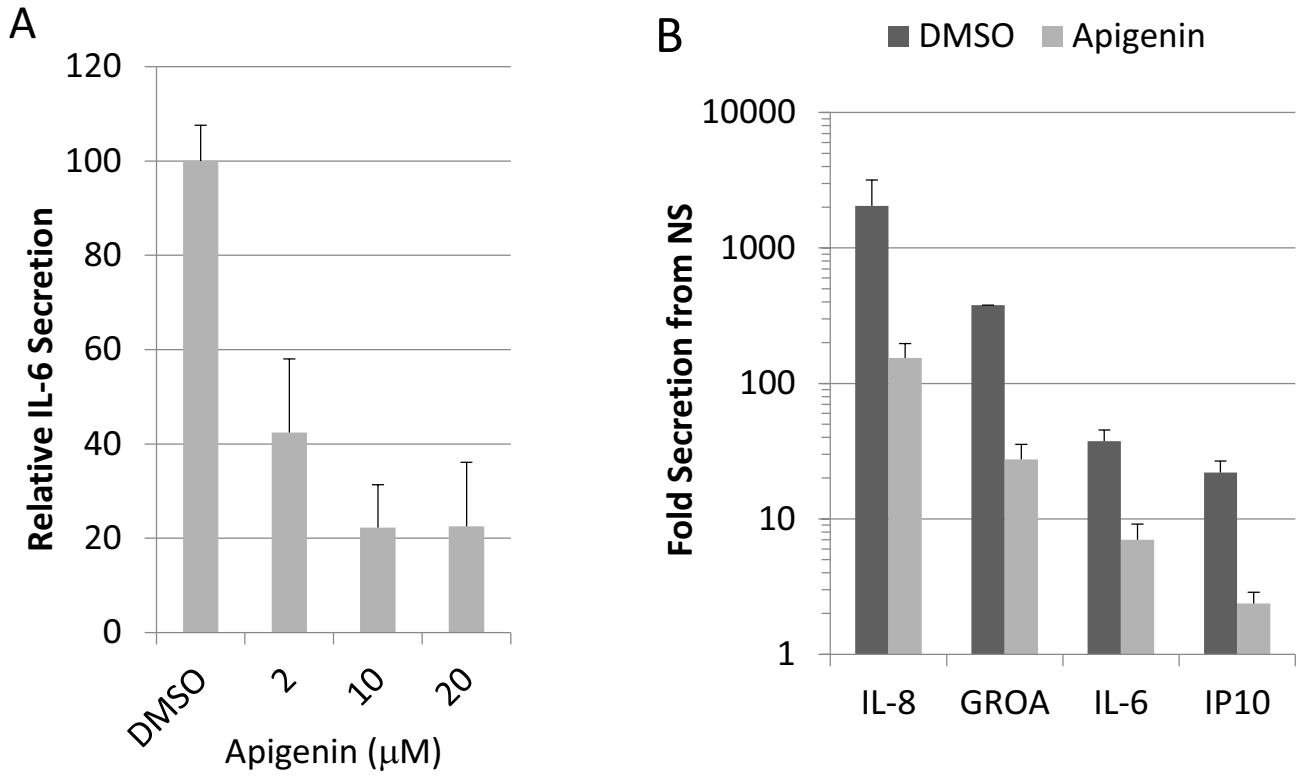 A
Relative IL-6 Secretion
120
100
80
60
40
20
0
DMSO
2
10
20
Apigenin (μM)
B
DMSO
Apigenin
Fold Secretion from NS
10000
1000
100
10
1
IL-8
GROA
IL-6
IP10